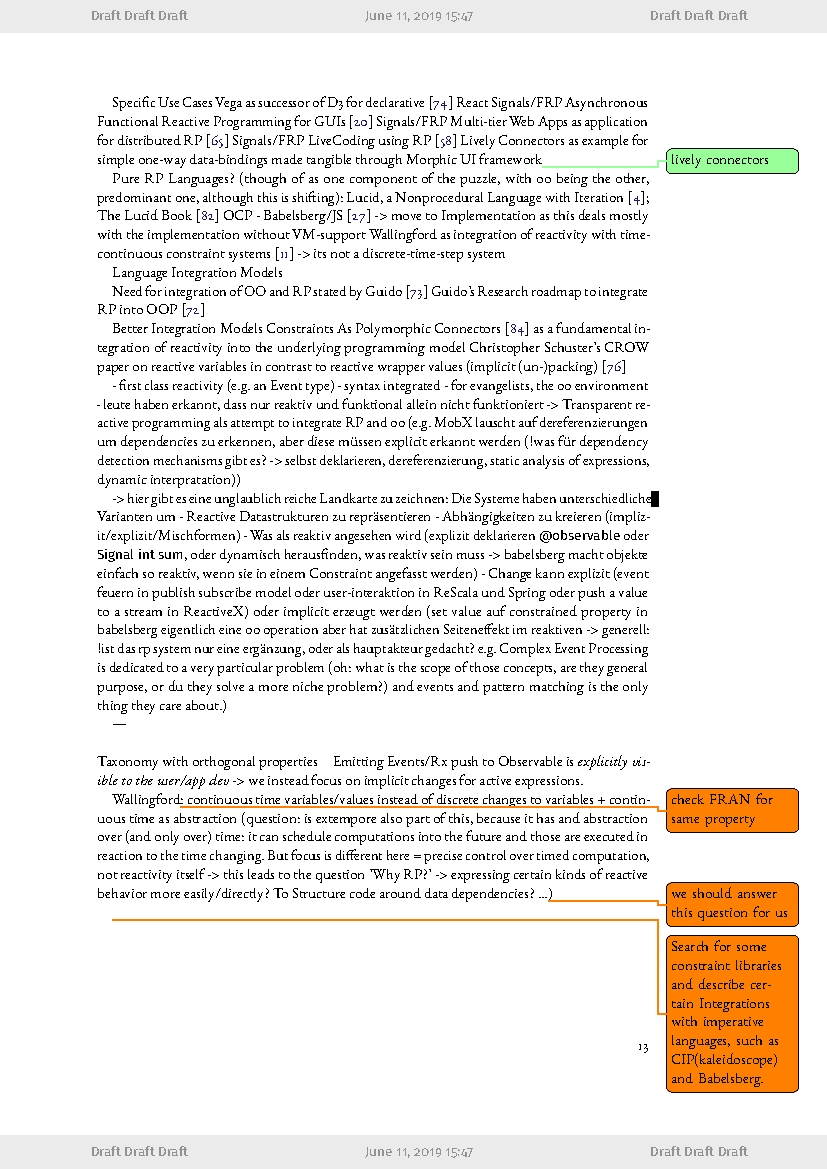 Draft Draft Draft June 11, 2019 15:47 Draft Draft Draft
Specific Use Cases Vega as successor of D3 for declarative [74] React Signals/FRP Asynchronous
Functional Reactive Programming for GUIs [20] Signals/FRP Multi-tier Web Apps as application
for distributed RP [65] Signals/FRP LiveCoding using RP [58] Lively Connectors as example for
simple one-way data-bindings made tangible through Morphic UI framework
lively connectors
Pure RP Languages? (though of as one component of the puzzle, with oo being the other,
predominant one, although this is shifting): Lucid, a Nonprocedural Language with Iteration [4];
The Lucid Book [82] OCP - Babelsberg/JS [27] -> move to Implementation as this deals mostly
with the implementation without VM-support Wallingford as integration of reactivity with time-
continuous constraint systems [11] -> its not a discrete-time-step system
Language Integration Models
Need for integration of OO and RP stated by Guido [73] Guido's Research roadmap to integrate
RP into OOP [72]
Better Integration Models Constraints As Polymorphic Connectors [84] as a fundamental in-
tegration of reactivity into the underlying programming model Christopher Schuster's CROW
paper on reactive variables in contrast to reactive wrapper values (implicit (un-)packing) [76]
- first class reactivity (e.g. an Event type) - syntax integrated - for evangelists, the oo environment
- leute haben erkannt, dass nur reaktiv und funktional allein nicht funktioniert -> Transparent re-
active programming als attempt to integrate RP and oo (e.g. MobX lauscht auf dereferenzierungen
um dependencies zu erkennen, aber diese müssen explicit erkannt werden (!was für dependency
detection mechanisms gibt es? -> selbst deklarieren, dereferenzierung, static analysis of expressions,
dynamic interpratation))
-> hier gibt es eine unglaublich reiche Landkarte zu zeichnen: Die Systeme haben unterschiedliche
Varianten um - Reactive Datastrukturen zu repräsentieren - Abhängigkeiten zu kreieren (impliz-
it/explizit/Mischformen) - Was als reaktiv angesehen wird (explizit deklarieren @observable oder
Signal int sum, oder dynamisch herausfinden, was reaktiv sein muss -> babelsberg macht objekte
einfach so reaktiv, wenn sie in einem Constraint angefasst werden) - Change kann explizit (event
feuern in publish subscribe model oder user-interaktion in ReScala und Spring oder push a value
to a stream in ReactiveX) oder implicit erzeugt werden (set value auf constrained property in
babelsberg eigentlich eine oo operation aber hat zusätzlichen Seiteneffekt im reaktiven -> generell:
!ist das rp system nur eine ergänzung, oder als hauptakteur gedacht? e.g. Complex Event Processing
is dedicated to a very particular problem (oh: what is the scope of those concepts, are they general
purpose, or du they solve a more niche problem?) and events and pattern matching is the only
thing they care about.)
—
Taxonomy with orthogonal properties Emitting Events/Rx push to Observable is explicitly vis-
ible to the user/app dev -> we instead focus on implicit changes for active expressions.
Wallingford: continuous time variables/values instead of discrete changes to variables + contin-
uous time as abstraction (question: is extempore also part of this, because it has and abstraction
over (and only over) time: it can schedule computations into the future and those are executed in
reaction to the time changing. But focus is different here = precise control over timed computation,
not reactivity itself -> this leads to the question 'Why RP?' -> expressing certain kinds of reactive
behavior more easily/directly? To Structure code around data dependencies? ...)
check FRAN for
same property
we should answer
this question for us
Search for some
constraint libraries
and describe cer-
tain Integrations
with imperative
languages, such as
CIP(kaleidoscope)
and Babelsberg.
13
Draft Draft Draft June 11, 2019 15:47 Draft Draft Draft